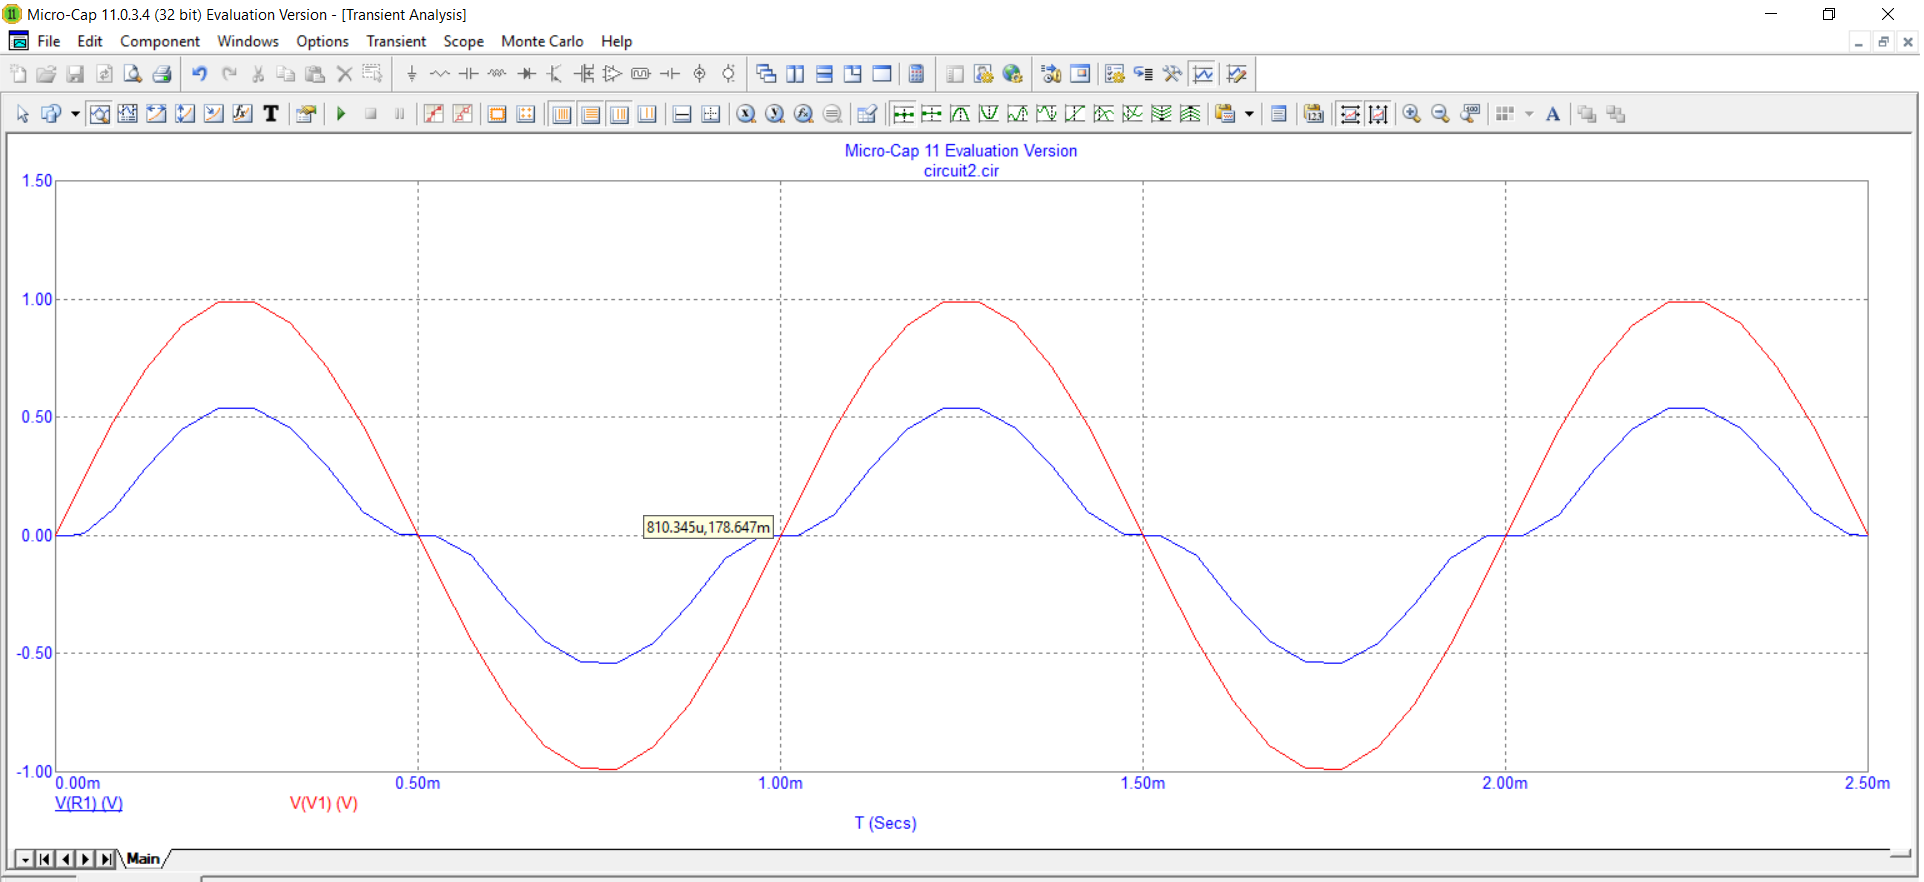 Micro-Cap 11.0.3.4 (32 bit) Evaluation Version - [Transient Analysis]
File Edit Component Windows Options Transient Scope Monte Carlo Help
Micro-Cap 11 Evaluation Version
circuit2.cir
1.50
1.00
0.50
0.00
810.345u,178.647m
-0.50
-1.00
0.00m 0.50m 1.00m 1.50m 2.00m 2.50m
V(R1) (V) V(V1) (V)
T (Secs)
Main